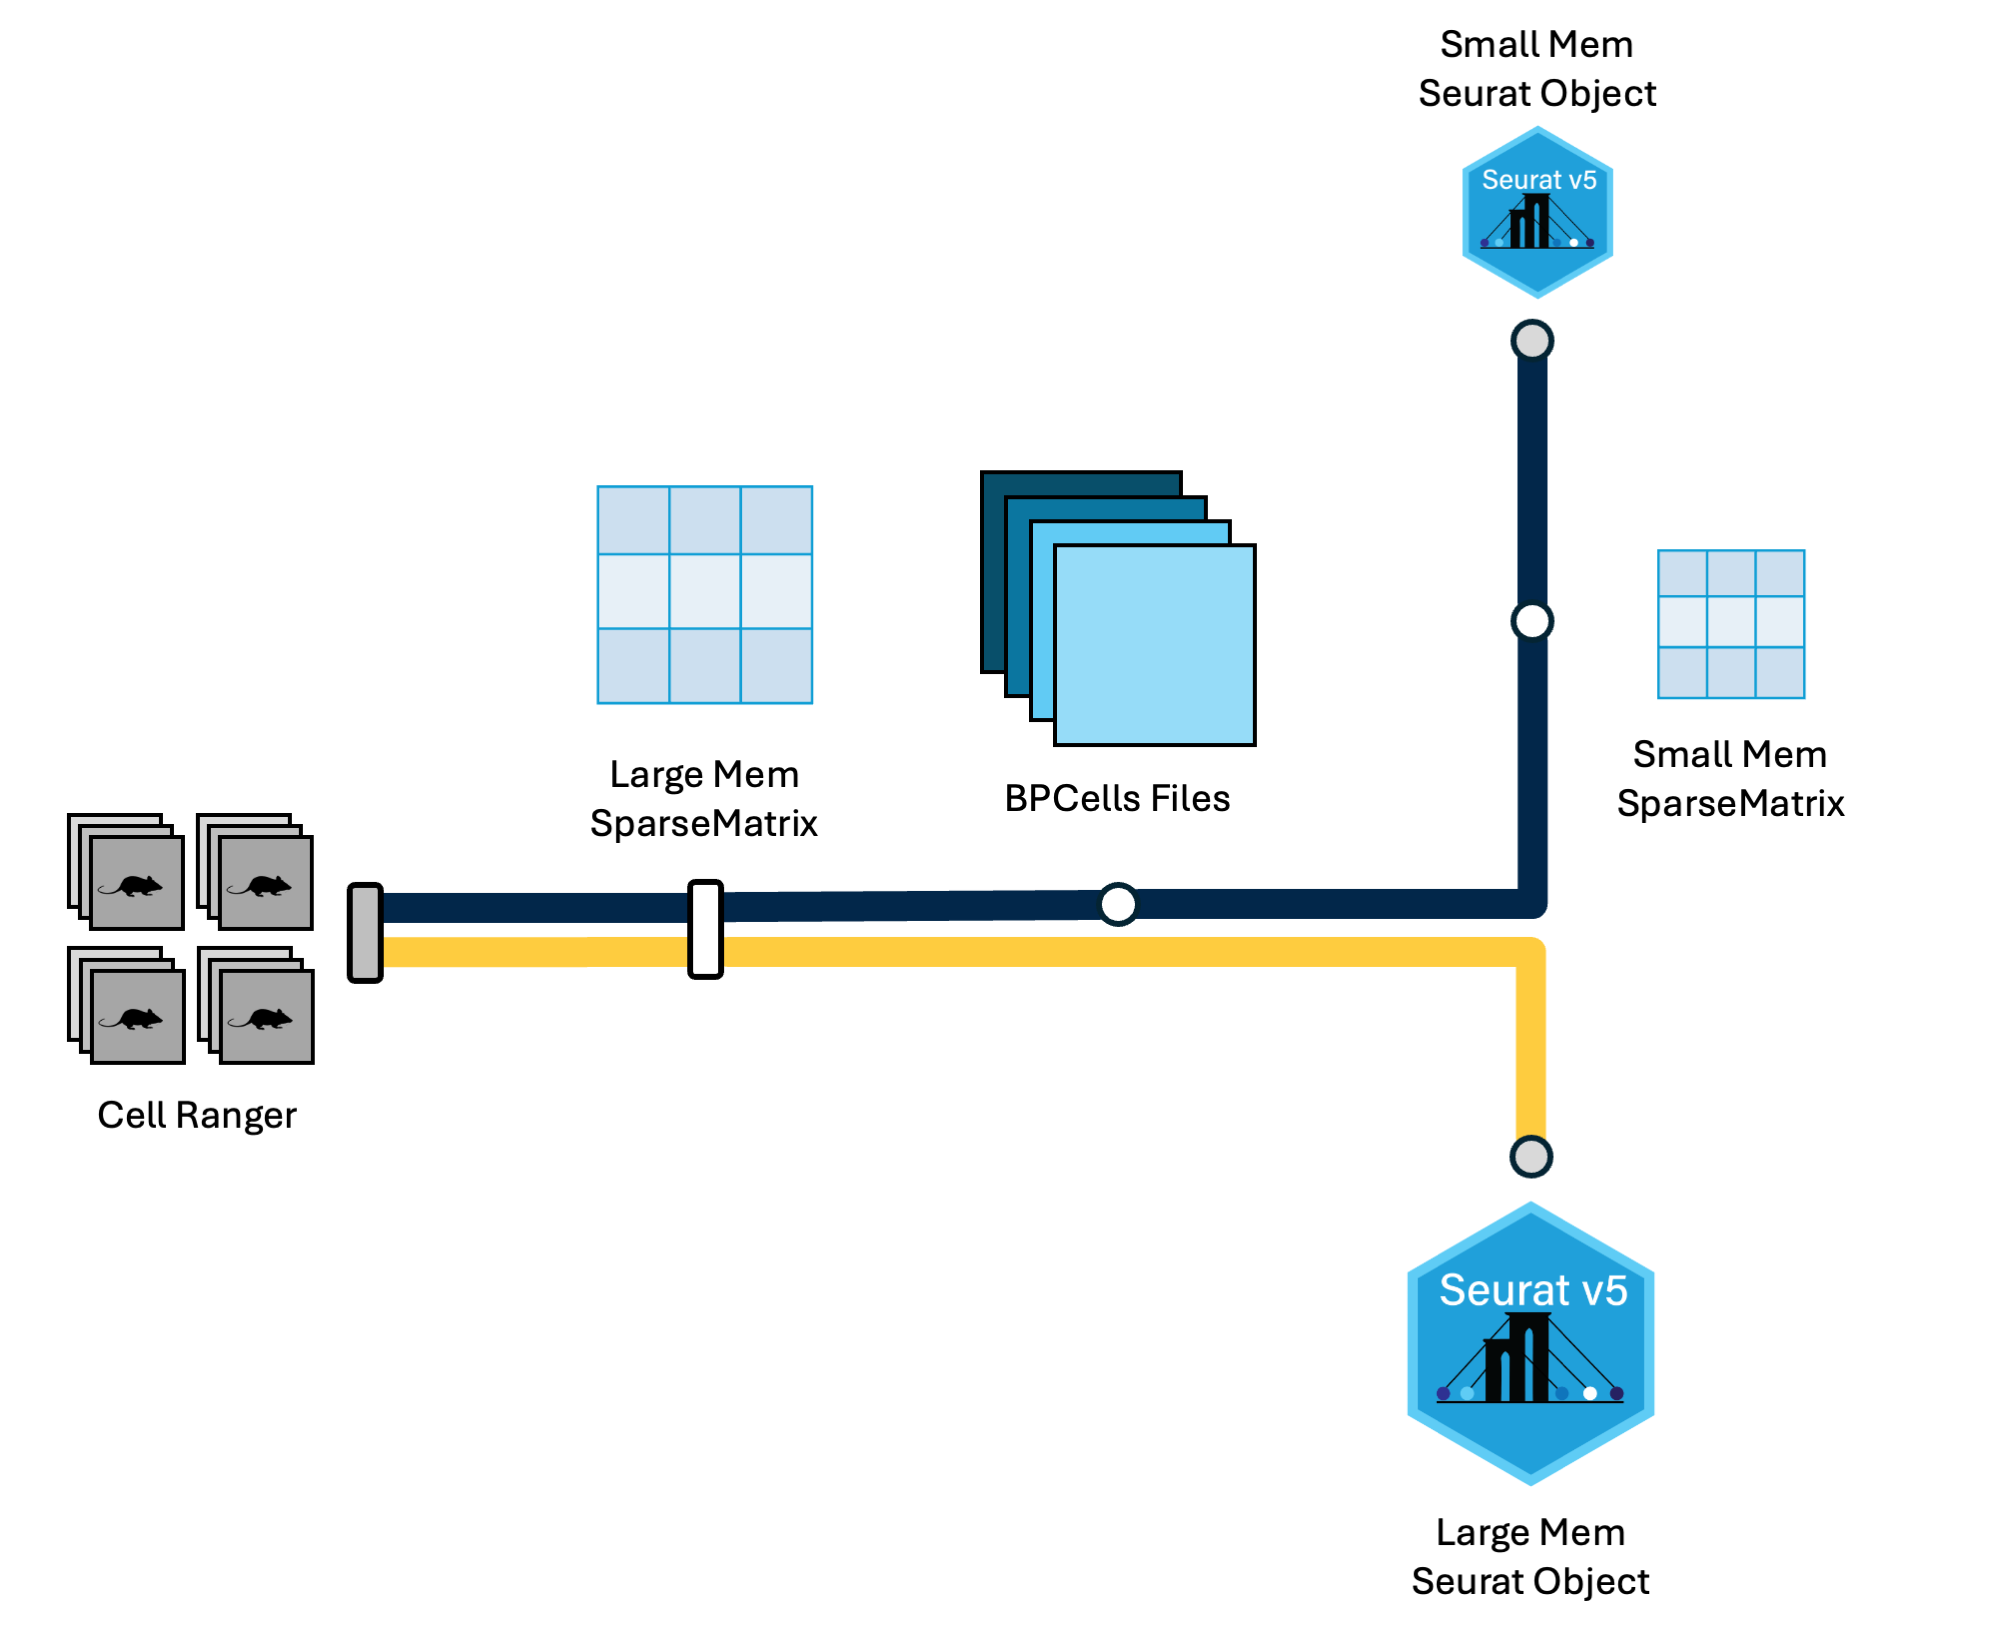 Small Mem
Seurat Object
Seurat v5
Large Mem
SparseMatrix
BPCells Files
Small Mem
SparseMatrix
Cell Ranger
Seurat v5
Large Mem
Seurat Object